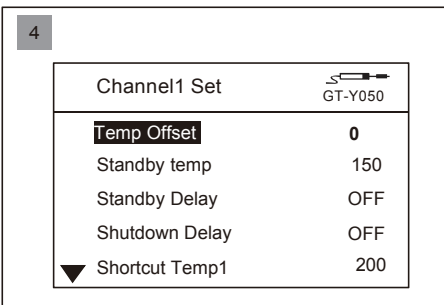 4
Channel1 Set
GT-Y050
Temp Offset 0
Standby temp 150
Standby Delay OFF
Shutdown Delay OFF
Shortcut Temp1 200